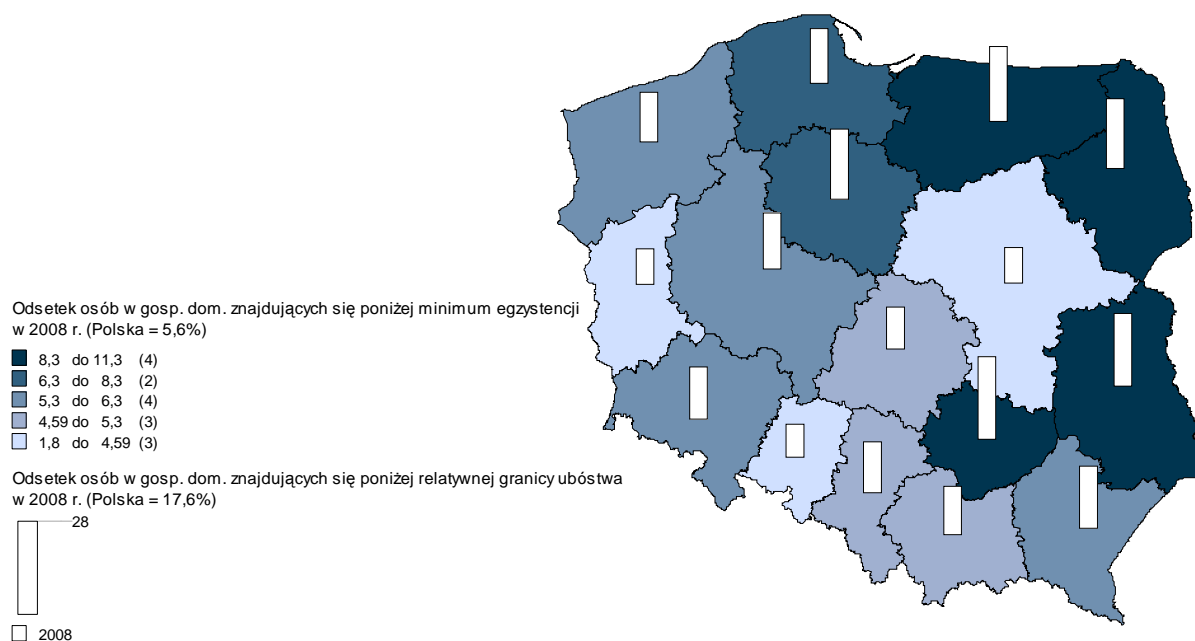 Odsetek osób w gosp. dom. znajdujących się poniżej minimum egzystencji
w 2008 r. (Polska = 5,6%)
8,3 do 11,3 (4)
6,3 do 8,3 (2)
5,3 do 6,3 (4)
4,59 do 5,3 (3)
1,8 do 4,59 (3)
Odsetek osób w gosp. dom. znajdujących się poniżej relatywnej granicy ubóstwa
w 2008 r. (Polska = 17,6%)
28
2008